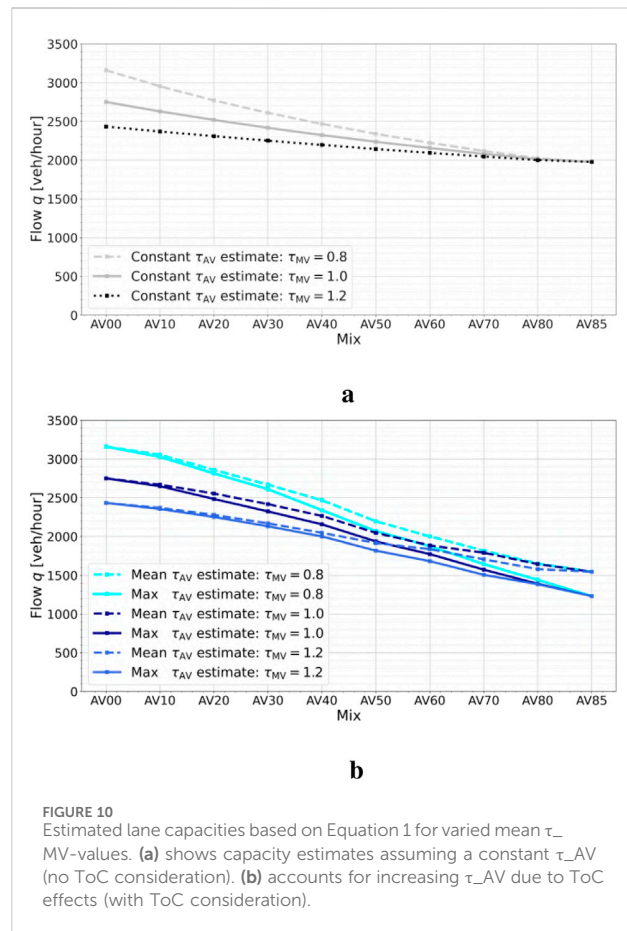 3500
3000
2500
2000
1500
1000
500
0
Flow q [veh/hour]
Constant τAV estimate: τMV = 0.8
Constant τAV estimate: τMV = 1.0
Constant τAV estimate: τMV = 1.2
AV00 AV10 AV20 AV30 AV40 AV50 AV60 AV70 AV80 AV85
Mix
a
3500
3000
2500
2000
1500
1000
500
0
Flow q [veh/hour]
Mean τAV estimate: τMV = 0.8
Max τAV estimate: τMV = 0.8
Mean τAV estimate: τMV = 1.0
Max τAV estimate: τMV = 1.0
Mean τAV estimate: τMV = 1.2
Max τAV estimate: τMV = 1.2
AV00 AV10 AV20 AV30 AV40 AV50 AV60 AV70 AV80 AV85
Mix
b
FIGURE 10
Estimated lane capacities based on Equation 1 for varied mean τ_
MV-values. (a) shows capacity estimates assuming a constant τ_AV
(no ToC consideration). (b) accounts for increasing τ_AV due to ToC
effects (with ToC consideration).